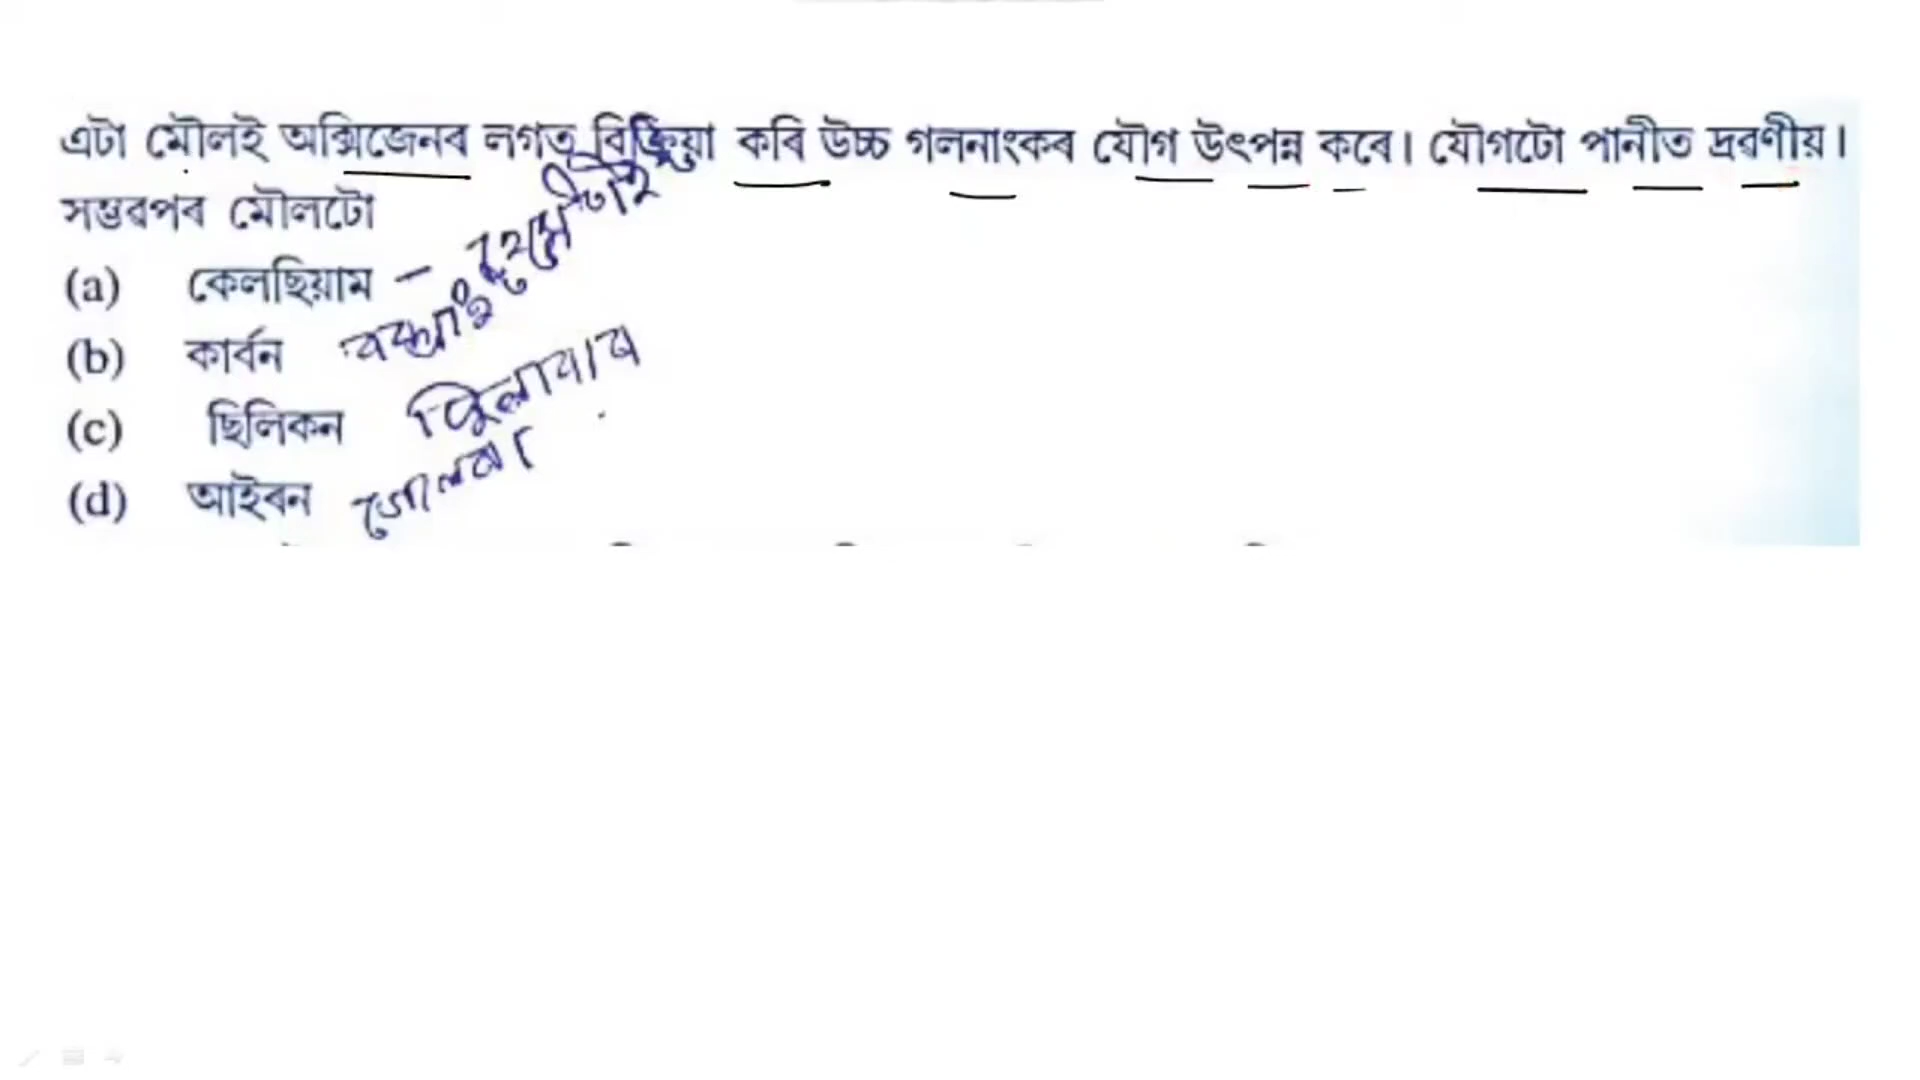 এটা মৌলই অক্সিজেনৰ লগত বিক্ৰিয়া কৰি উচ্চ গলনাংকৰ যৌগ উৎপন্ন কৰে। যৌগটো পানীত দ্ৰৱণীয়।
সম্ভৱপৰ মৌলটো
(a) কেলছিয়াম –
(b) কাৰ্বন
(c) ছিলিকন
(d) আইৰন